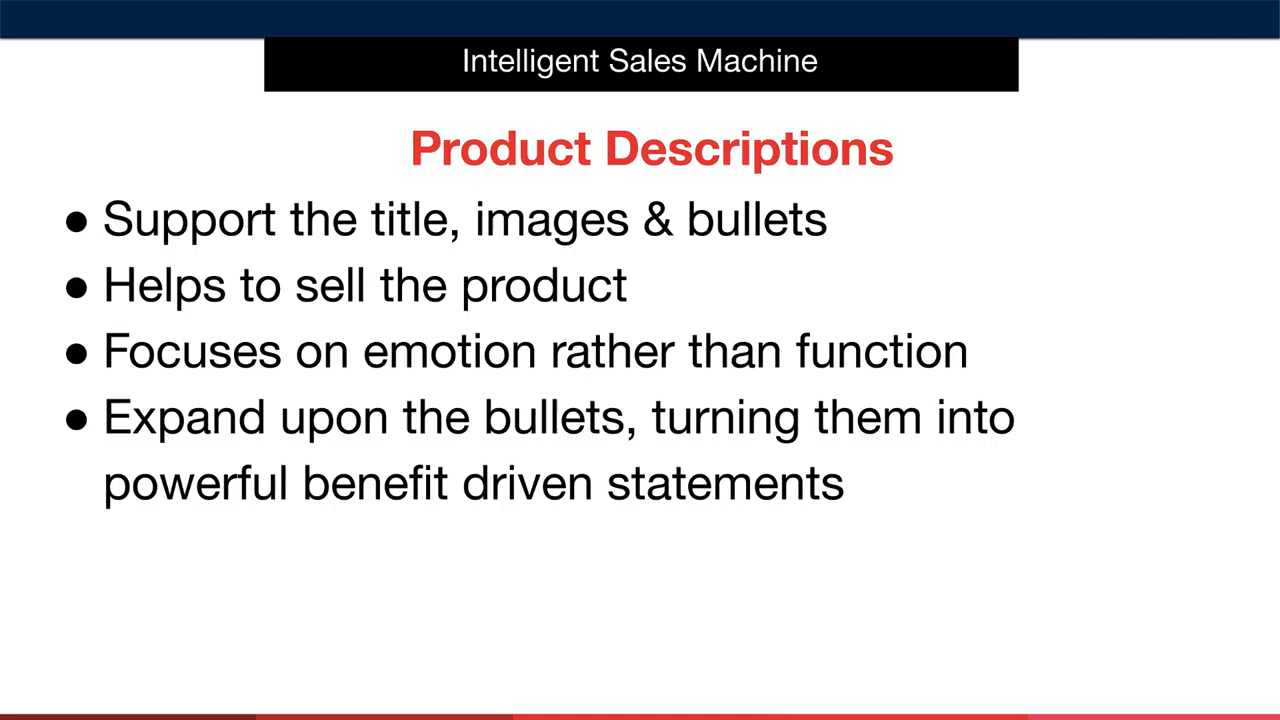 Intelligent Sales Machine
Product Descriptions
● Support the title, images & bullets
● Helps to sell the product
● Focuses on emotion rather than function
● Expand upon the bullets, turning them into
powerful benefit driven statements